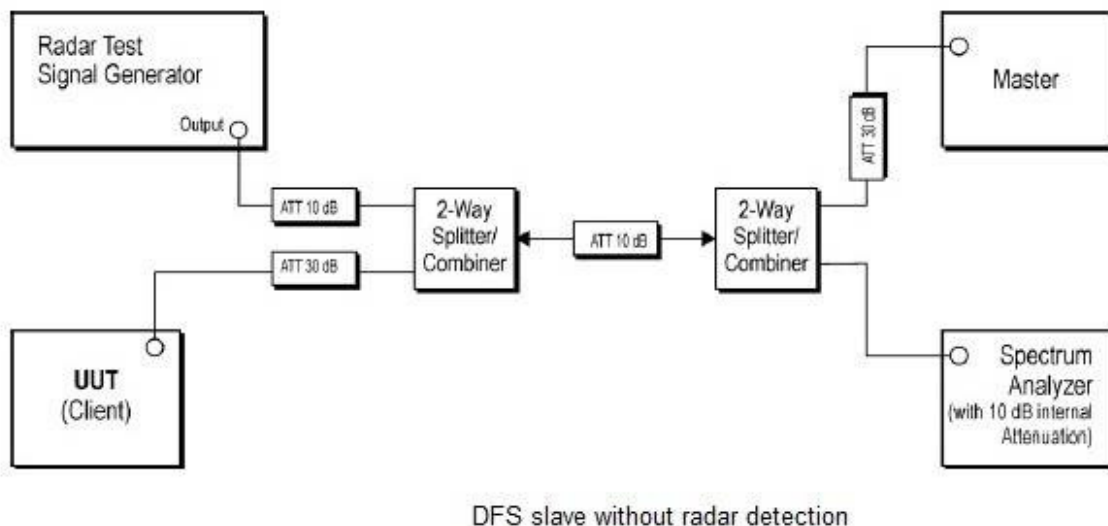 Radar Test
Signal Generator
Output
Master
ATT 30 dB
ATT 10 dB
2-Way
Splitter/
Combiner
ATT 10 dB
2-Way
Splitter/
Combiner
ATT 30 dB
UUT
(Client)
Spectrum
Analyzer
(with 10 dB internal
Attenuation)
DFS slave without radar detection